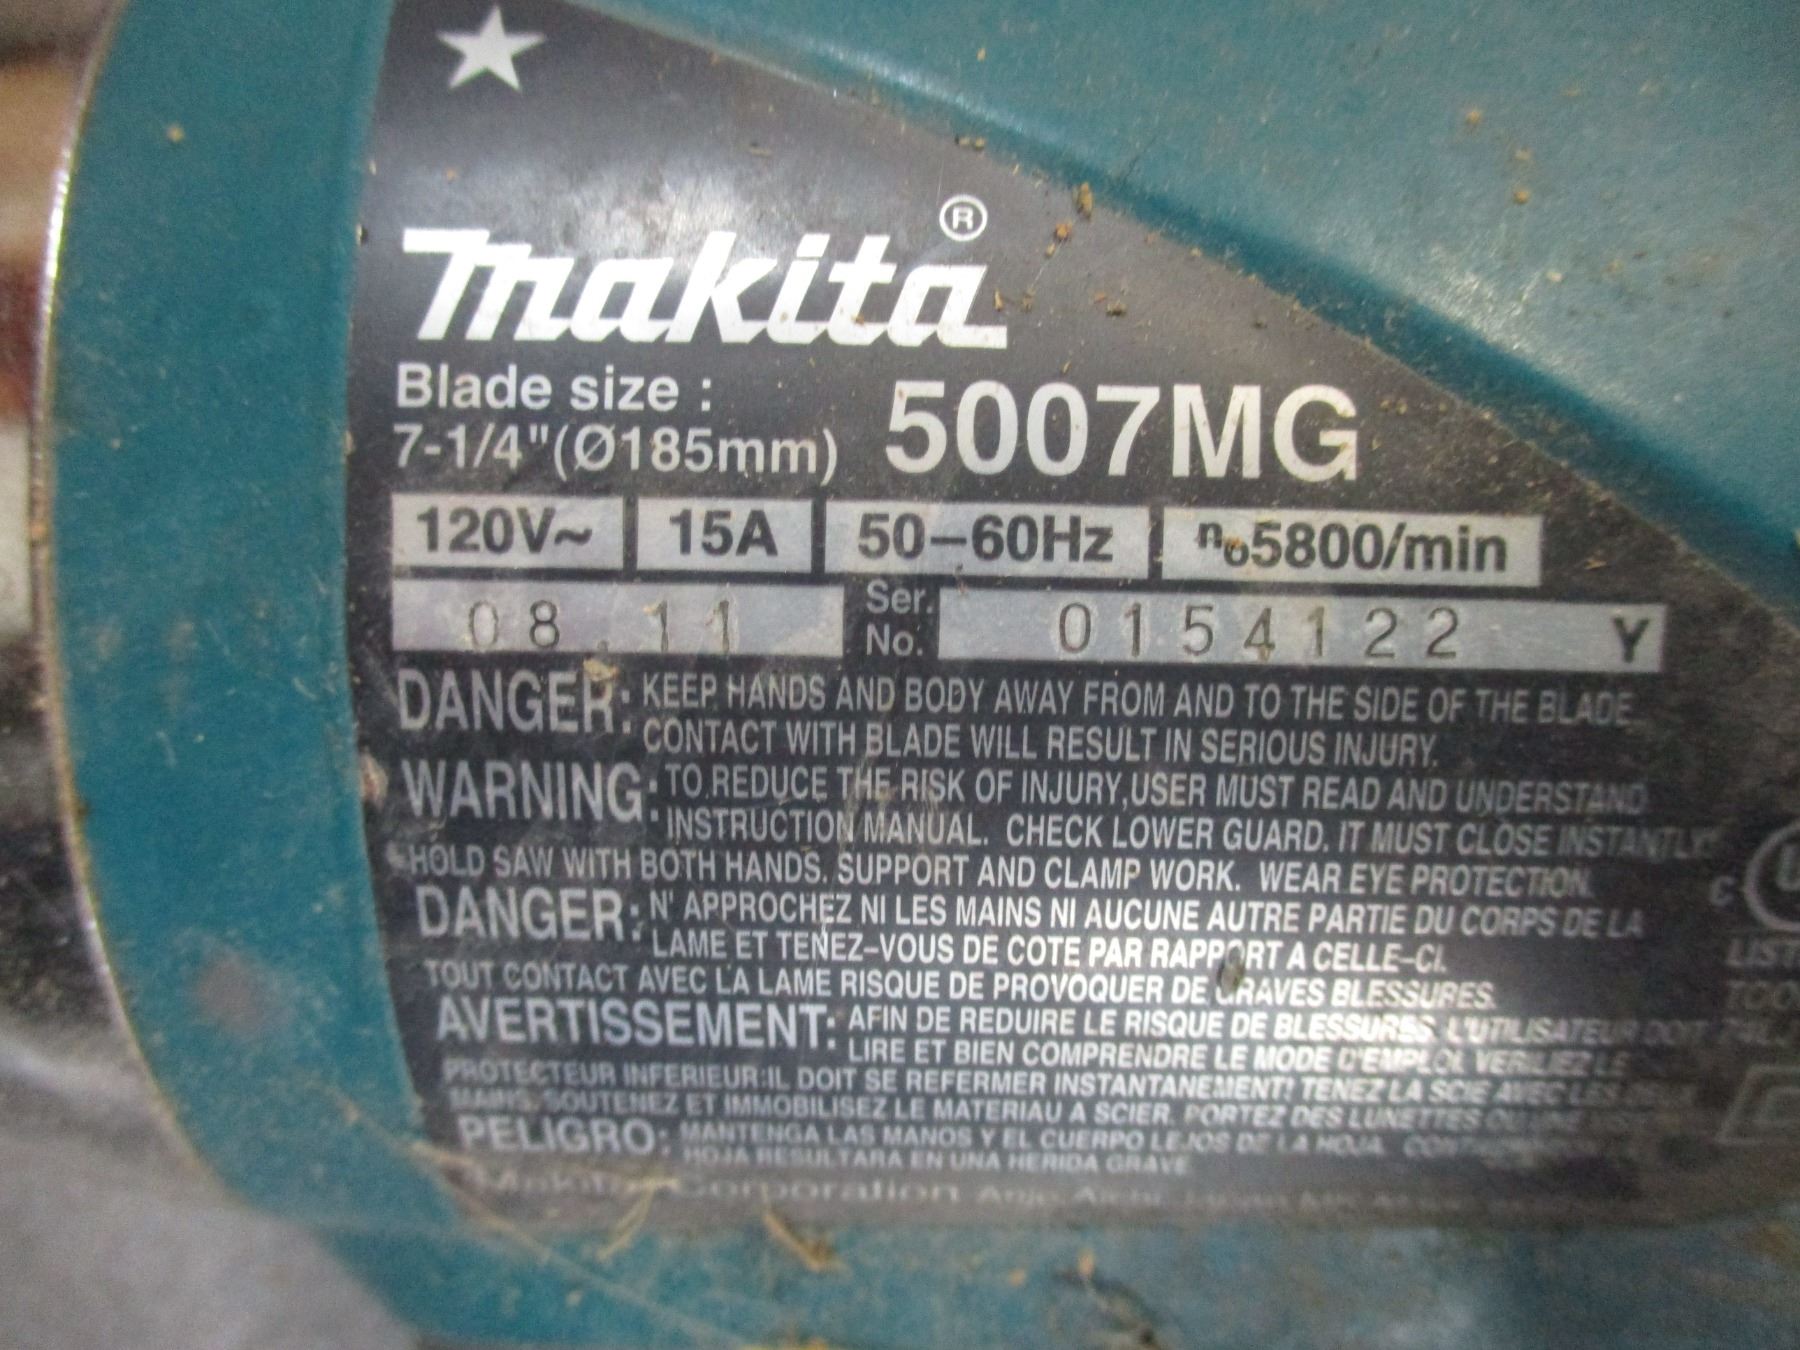 makita®
Blade size :
7-1/4"(Ø185mm) 5007MG
120V~ 15A 50–60Hz n₀5800/min
08.11 Ser. No. 0154122 Y
DANGER: KEEP HANDS AND BODY AWAY FROM AND TO THE SIDE OF THE BLADE.
CONTACT WITH BLADE WILL RESULT IN SERIOUS INJURY.
WARNING: TO REDUCE THE RISK OF INJURY,USER MUST READ AND UNDERSTAND
INSTRUCTION MANUAL. CHECK LOWER GUARD. IT MUST CLOSE INSTANTLY.
HOLD SAW WITH BOTH HANDS. SUPPORT AND CLAMP WORK. WEAR EYE PROTECTION.
DANGER: N' APPROCHEZ NI LES MAINS NI AUCUNE AUTRE PARTIE DU CORPS DE LA
LAME ET TENEZ-VOUS DE COTE PAR RAPPORT A CELLE-CI.
TOUT CONTACT AVEC LA LAME RISQUE DE PROVOQUER DE GRAVES BLESSURES.
AVERTISSEMENT: AFIN DE REDUIRE LE RISQUE DE BLESSURES L'UTILISATEUR DOIT
LIRE ET BIEN COMPRENDRE LE MODE D'EMPLOI. VERILIEZ LE
PROTECTEUR INFERIEUR:IL DOIT SE REFERMER INSTANTANEMENT! TENEZ LA SCIE AVEC LES
MAINS. SOUTENEZ ET IMMOBILISEZ LE MATERIAU A SCIER. PORTEZ DES LUNETTES
PELIGRO: MANTENGA LAS MANOS Y EL CUERPO LEJOS DE LA HOJA.
HOJA RESULTARA EN UNA HERIDA GRAVE
Makita Corporation Anjo, Aichi,
C